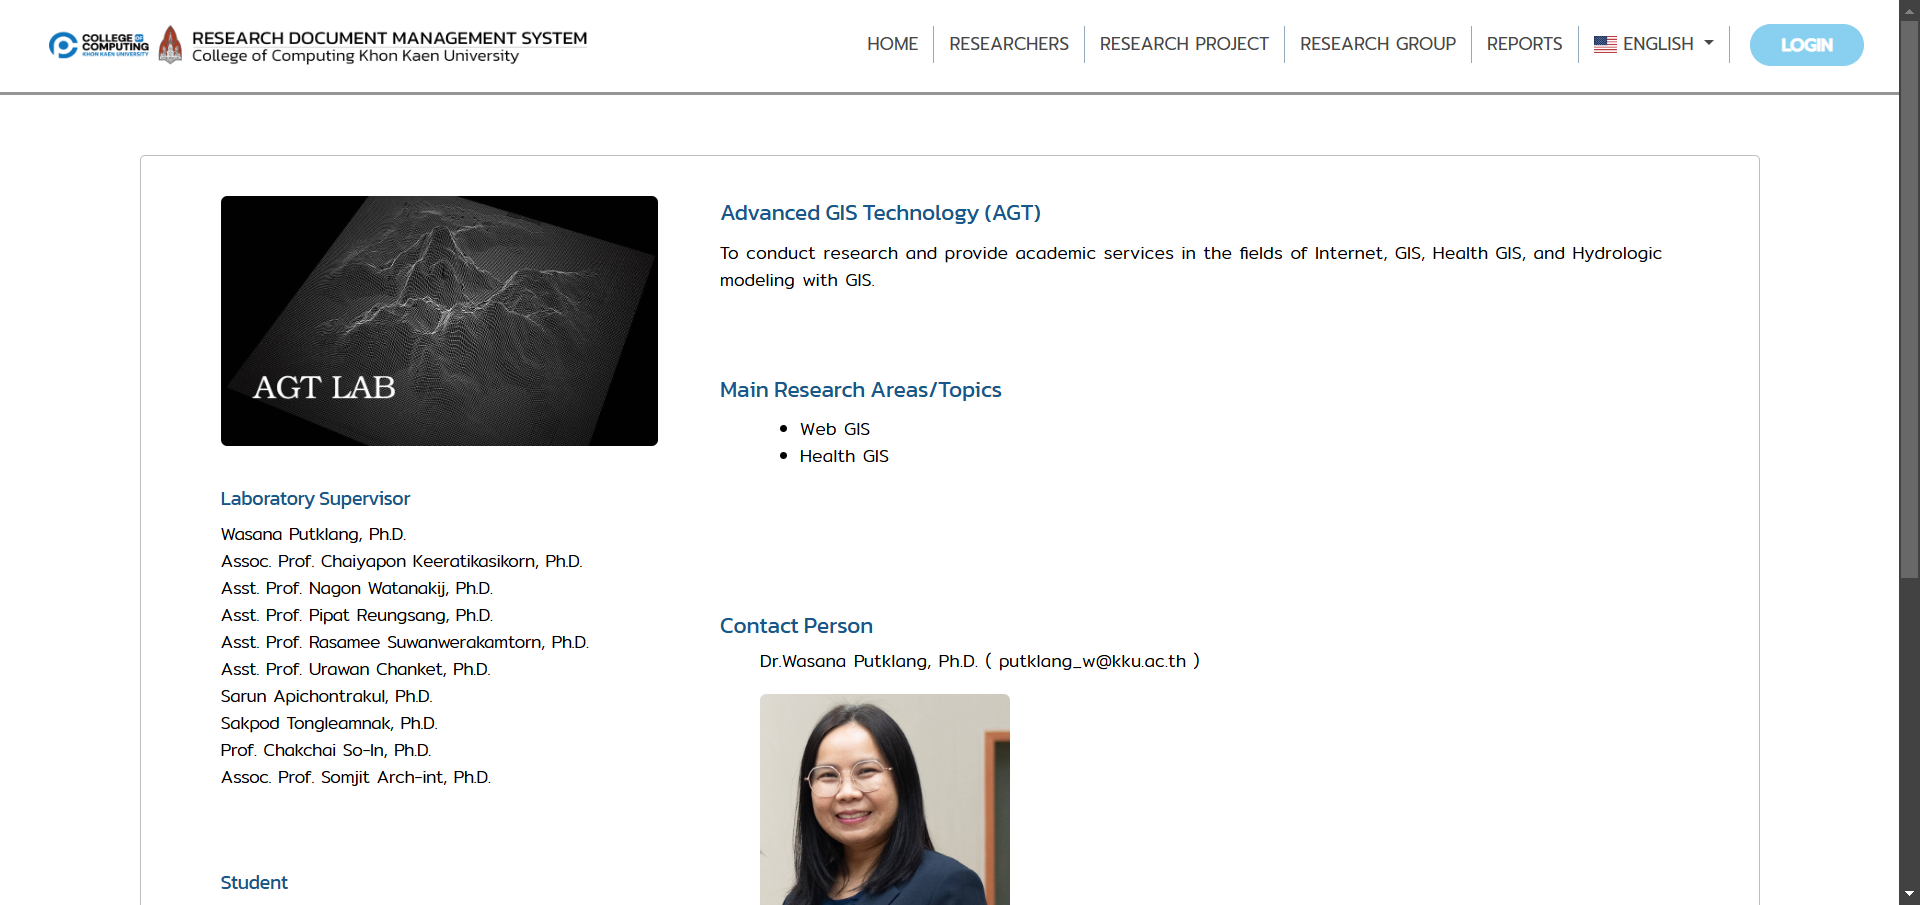 COLLEGE OF
COMPUTING
KHON KAEN UNIVERSITY
RESEARCH DOCUMENT MANAGEMENT SYSTEM
College of Computing Khon Kaen University
HOME
RESEARCHERS
RESEARCH PROJECT
RESEARCH GROUP
REPORTS
ENGLISH
LOGIN
AGT LAB
Laboratory Supervisor
Wasana Putklang, Ph.D.
Assoc. Prof. Chaiyapon Keeratikasikorn, Ph.D.
Asst. Prof. Nagon Watanakij, Ph.D.
Asst. Prof. Pipat Reungsang, Ph.D.
Asst. Prof. Rasamee Suwanwerakamtorn, Ph.D.
Asst. Prof. Urawan Chanket, Ph.D.
Sarun Apichontrakul, Ph.D.
Sakpod Tongleamnak, Ph.D.
Prof. Chakchai So-In, Ph.D.
Assoc. Prof. Somjit Arch-int, Ph.D.
Student
Advanced GIS Technology (AGT)
To conduct research and provide academic services in the fields of Internet, GIS, Health GIS, and Hydrologic
modeling with GIS.
Main Research Areas/Topics
Web GIS
Health GIS
Contact Person
Dr.Wasana Putklang, Ph.D. ( putklang_w@kku.ac.th )